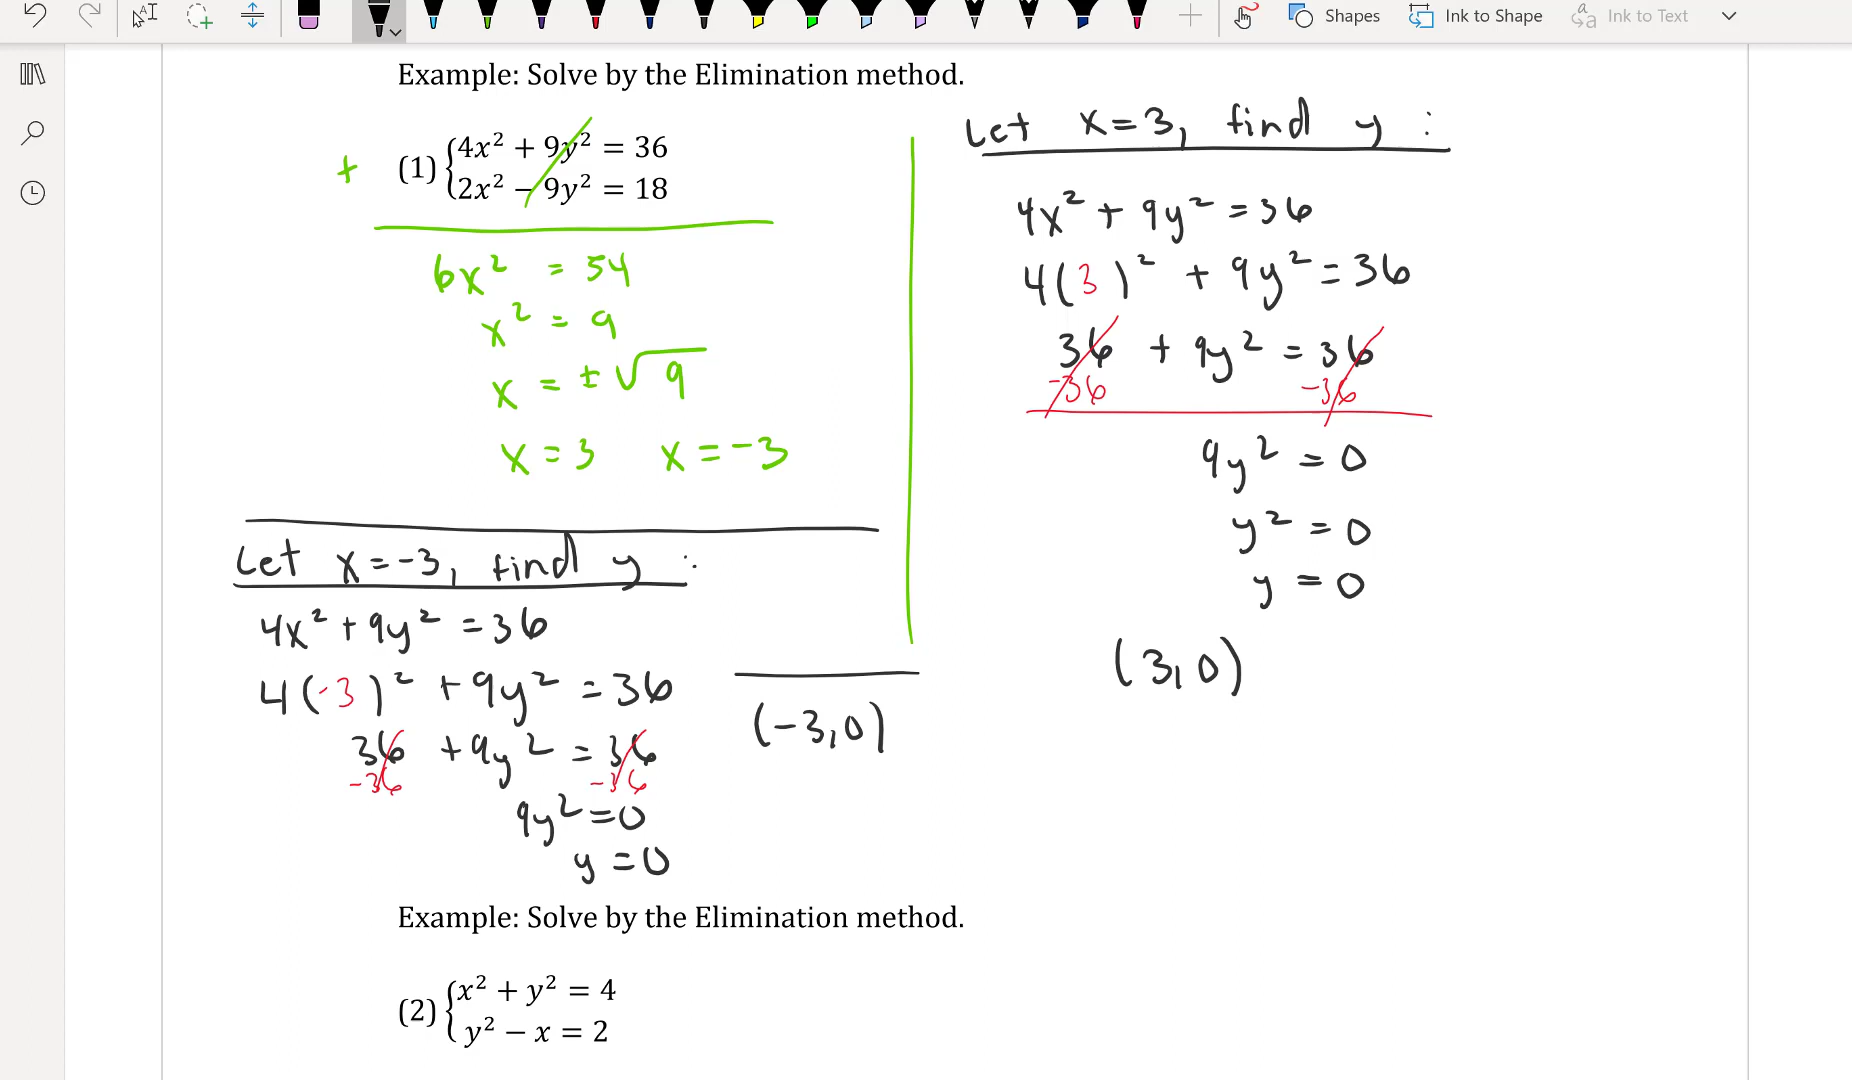 Shapes Ink to Shape Ink to Text
Example: Solve by the Elimination method.
+ (1) {4x² + 9y² = 36
2x² − 9y² = 18
6x² = 54
x² = 9
x = ±√9
x = 3 x = -3
Let x = -3, find y :
4x² + 9y² = 36
4(-3)² + 9y² = 36
36 + 9y² = 36
-36 -36
9y² = 0
y = 0
(-3, 0)
Let x = 3, find y :
4x² + 9y² = 36
4(3)² + 9y² = 36
36 + 9y² = 36
-36 -36
9y² = 0
y² = 0
y = 0
(3, 0)
Example: Solve by the Elimination method.
(2) {x² + y² = 4
y² − x = 2